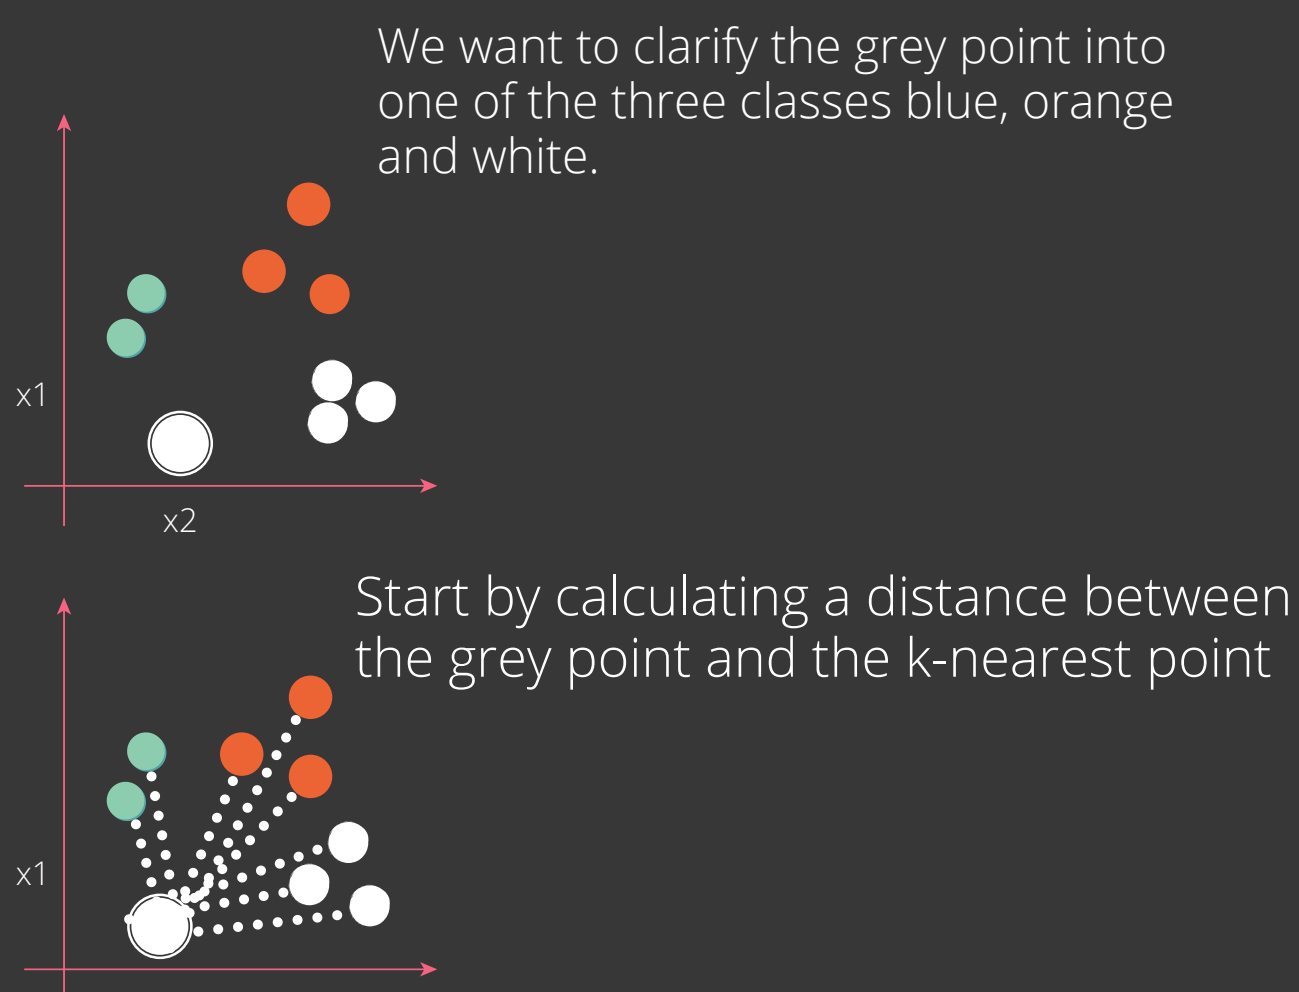 We want to clarify the grey point into
one of the three classes blue, orange
and white.
x1
x2
Start by calculating a distance between
the grey point and the k-nearest point
x1